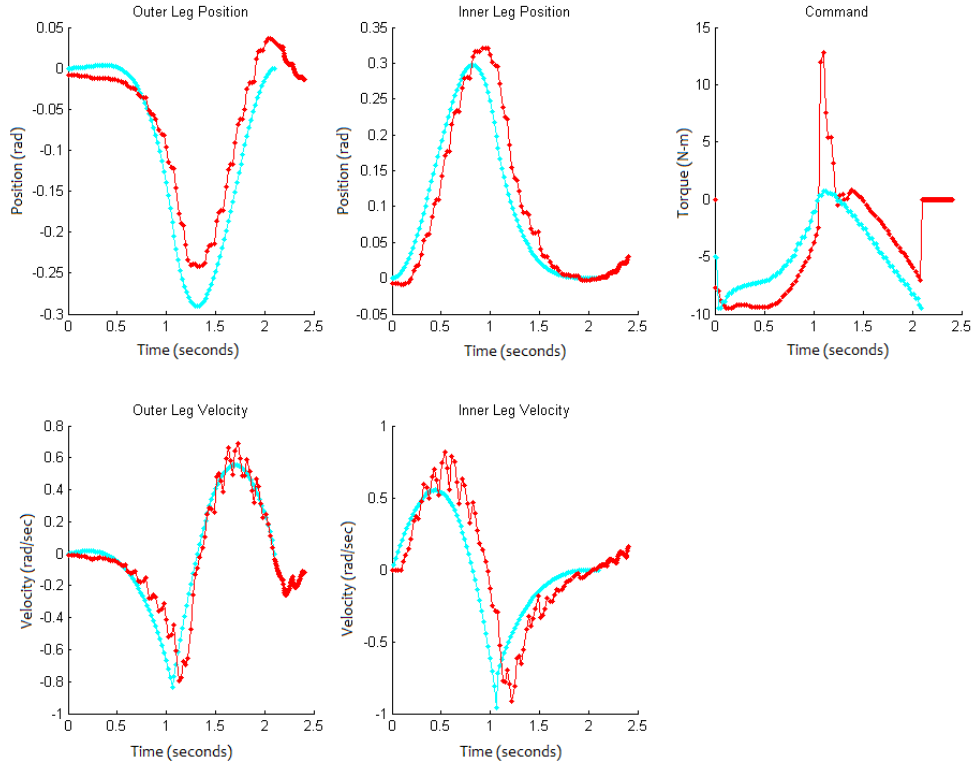 Outer Leg Position
Inner Leg Position
Command
0.05
0
-0.05
-0.1
-0.15
-0.2
-0.25
-0.3
Position (rad)
0 0.5 1 1.5 2 2.5
Time (seconds)
0.35
0.3
0.25
0.2
0.15
0.1
0.05
0
-0.05
Position (rad)
0 0.5 1 1.5 2 2.5
Time (seconds)
15
10
5
0
-5
-10
Torque (N-m)
0 0.5 1 1.5 2 2.5
Time (seconds)
Outer Leg Velocity
Inner Leg Velocity
0.8
0.6
0.4
0.2
0
-0.2
-0.4
-0.6
-0.8
-1
Velocity (rad/sec)
0 0.5 1 1.5 2 2.5
Time (seconds)
1
0.5
0
-0.5
-1
Velocity (rad/sec)
0 0.5 1 1.5 2 2.5
Time (seconds)